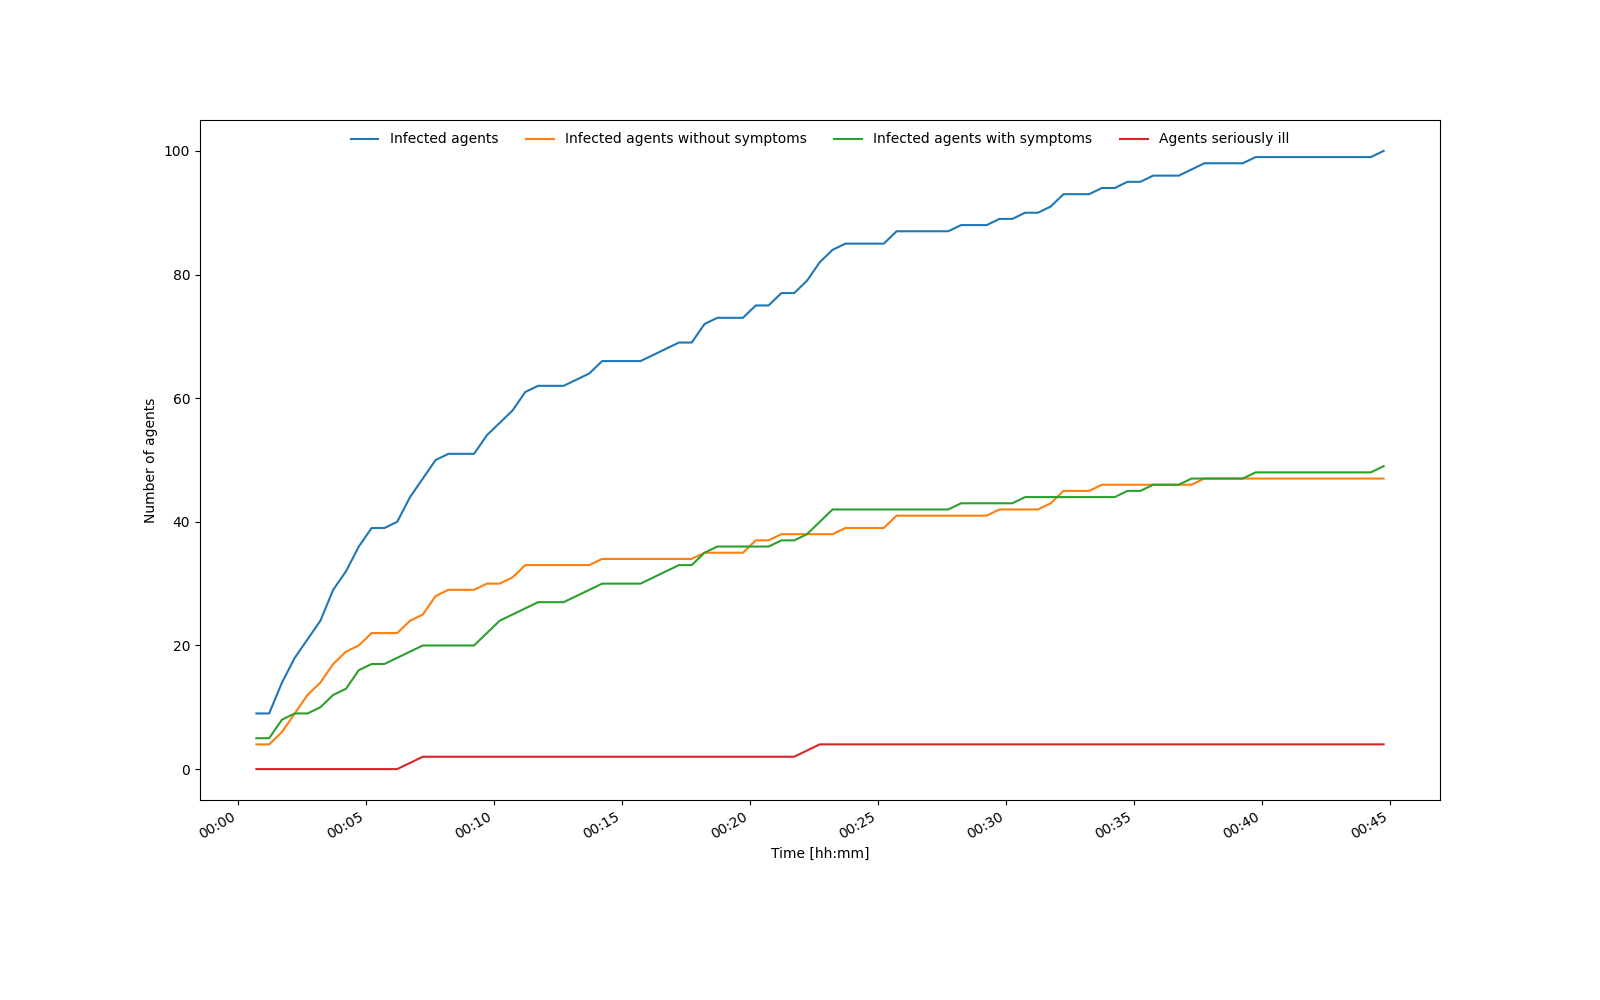 Infected agents Infected agents without symptoms Infected agents with symptoms Agents seriously ill
100
80
60
40
20
0
Number of agents
00:00 00:05 00:10 00:15 00:20 00:25 00:30 00:35 00:40 00:45
Time [hh:mm]